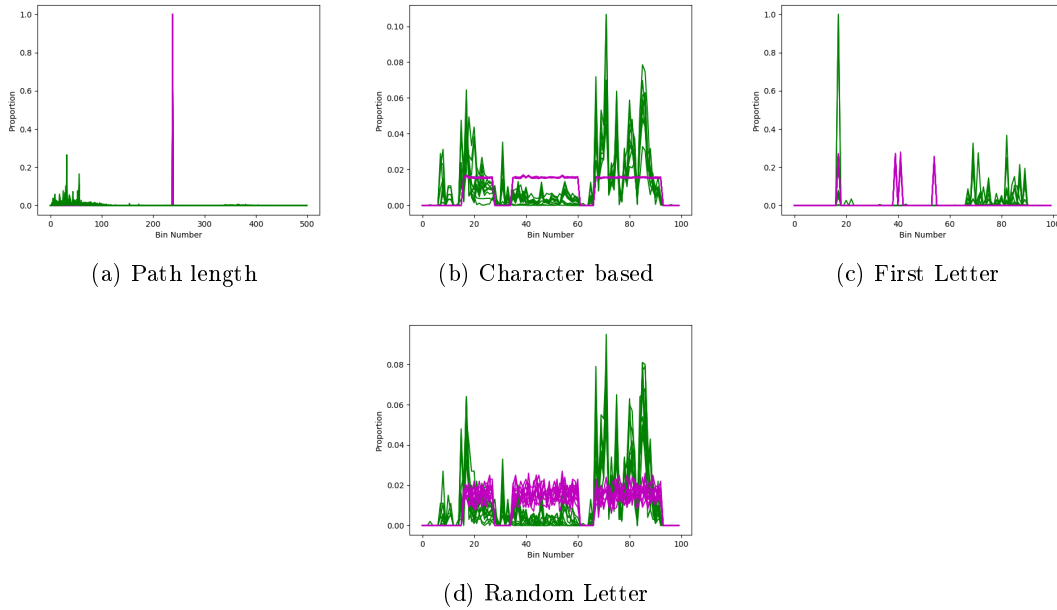 1.0
0.8
0.6
0.4
0.2
0.0
Proportion
0 100 200 300 400 500
Bin Number
(a) Path length
0.10
0.08
0.06
0.04
0.02
0.00
Proportion
0 20 40 60 80 100
Bin Number
(b) Character based
1.0
0.8
0.6
0.4
0.2
0.0
Proportion
0 20 40 60 80 100
Bin Number
(c) First Letter
0.08
0.06
0.04
0.02
0.00
Proportion
0 20 40 60 80 100
Bin Number
(d) Random Letter